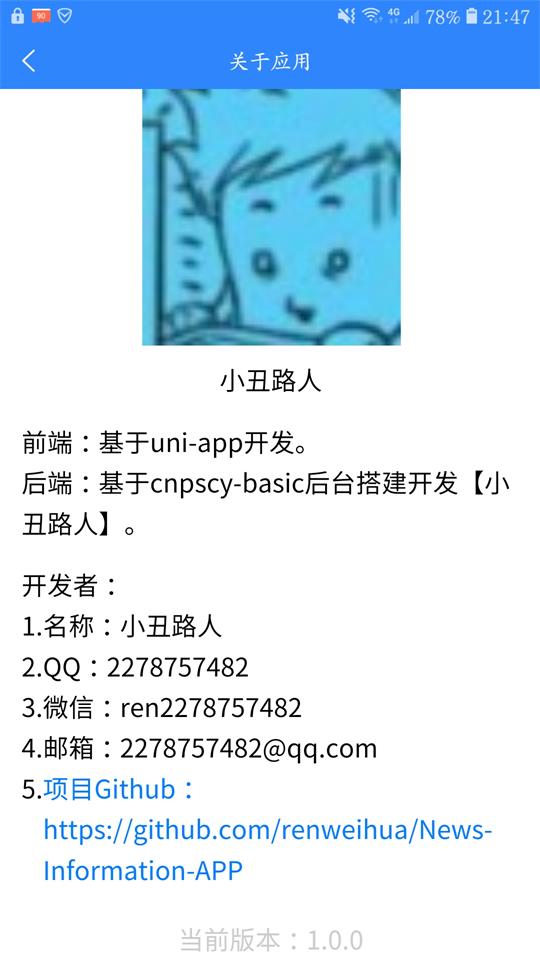 90
4G
78%
21:47
关于应用
小丑路人
前端：基于uni-app开发。
后端：基于cnpscy-basic后台搭建开发【小
丑路人】。
开发者：
1.名称：小丑路人
2.QQ：2278757482
3.微信：ren2278757482
4.邮箱：2278757482@qq.com
5.项目Github：
https://github.com/renweihua/News-
Information-APP
当前版本：1.0.0